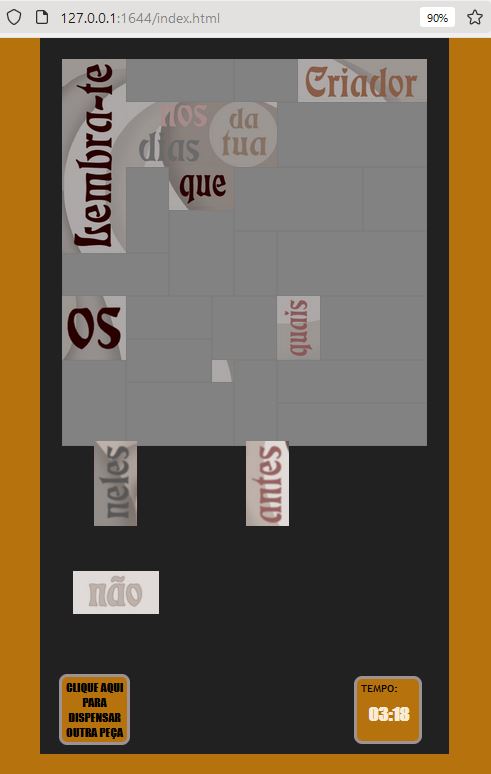 127.0.0.1:1644/index.html
90%
Lembra-te
Criador
nos
dias
da
tua
que
os
quais
neles
antes
não
CLIQUE AQUI
PARA
DISPENSAR
OUTRA PEÇA
TEMPO:
03:18